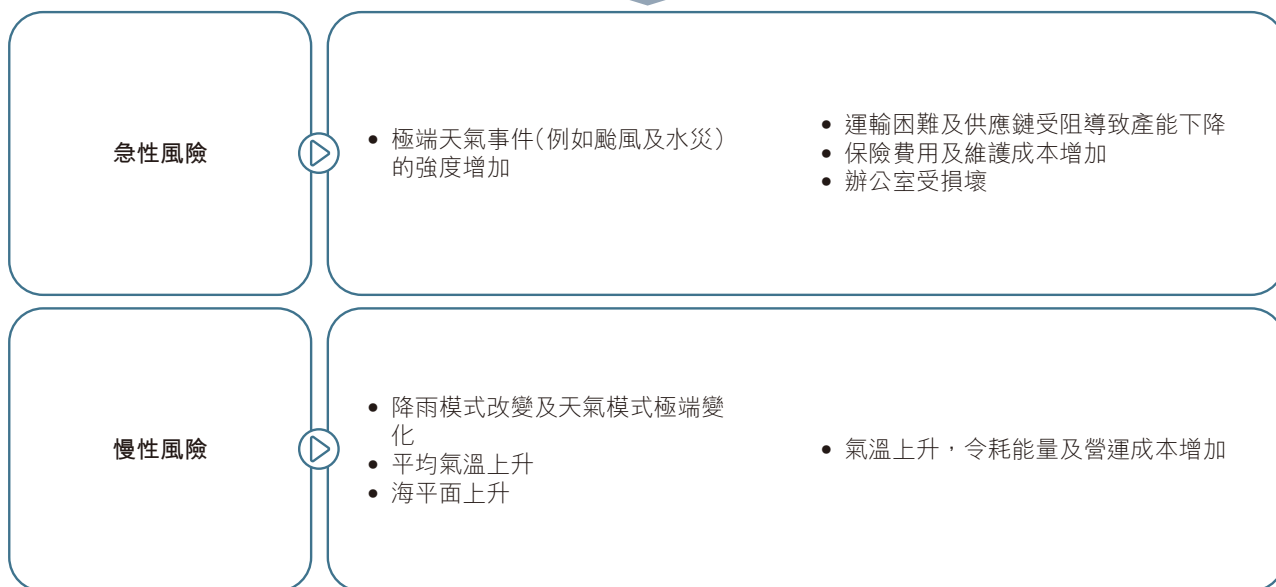 急性風險
• 極端天氣事件(例如颱風及水災)
的強度增加
• 運輸困難及供應鏈受阻導致產能下降
• 保險費用及維護成本增加
• 辦公室受損壞
慢性風險
• 降雨模式改變及天氣模式極端變
化
• 平均氣溫上升
• 海平面上升
• 氣溫上升，令耗能量及營運成本增加